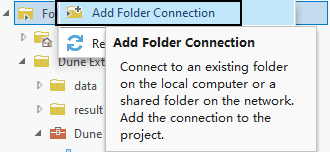 Fo
Add Folder Connection
Re
Add Folder Connection
Dune Ext
Connect to an existing folder
data
on the local computer or a
shared folder on the network.
result
Add the connection to the
Dune
project.